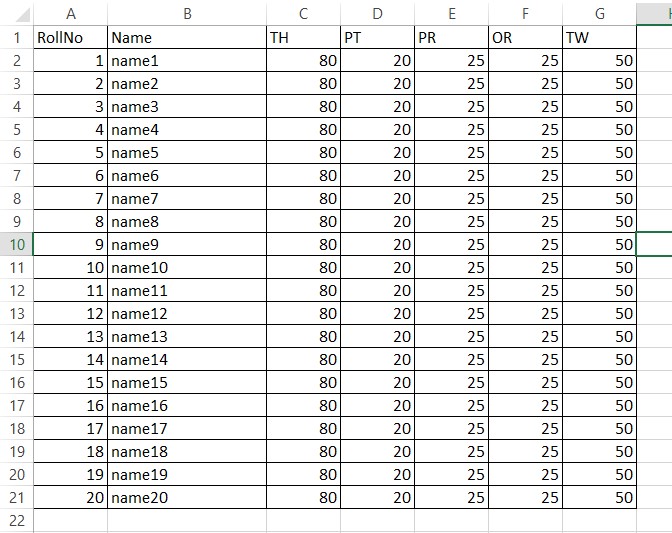 A B C D E F G
1 RollNo Name TH PT PR OR TW
2 1 name1 80 20 25 25 50
3 2 name2 80 20 25 25 50
4 3 name3 80 20 25 25 50
5 4 name4 80 20 25 25 50
6 5 name5 80 20 25 25 50
7 6 name6 80 20 25 25 50
8 7 name7 80 20 25 25 50
9 8 name8 80 20 25 25 50
10 9 name9 80 20 25 25 50
11 10 name10 80 20 25 25 50
12 11 name11 80 20 25 25 50
13 12 name12 80 20 25 25 50
14 13 name13 80 20 25 25 50
15 14 name14 80 20 25 25 50
16 15 name15 80 20 25 25 50
17 16 name16 80 20 25 25 50
18 17 name17 80 20 25 25 50
19 18 name18 80 20 25 25 50
20 19 name19 80 20 25 25 50
21 20 name20 80 20 25 25 50
22